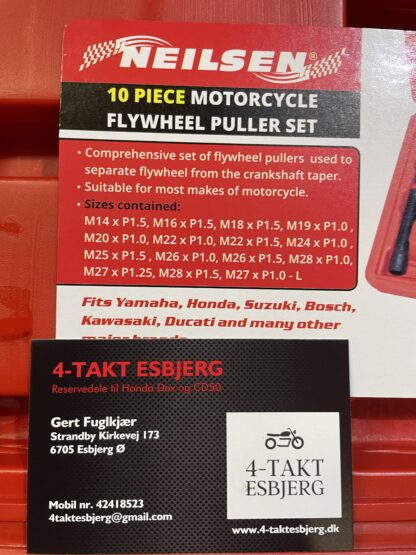 NEILSEN®
10 PIECE MOTORCYCLE
FLYWHEEL PULLER SET
• Comprehensive set of flywheel pullers used to
separate flywheel from the crankshaft taper.
• Suitable for most makes of motorcycle.
• Sizes contained:
M14 x P1.5, M16 x P1.5, M18 x P1.5, M19 x P1.0 ,
M20 x P1.0, M22 x P1.0, M22 x P1.5, M24 x P1.0 ,
M25 x P1.5 , M26 x P1.0, M26 x P1.5, M28 x P1.0,
M27 x P1.25, M28 x P1.5, M27 x P1.0 - L
Fits Yamaha, Honda, Suzuki, Bosch,
Kawasaki, Ducati and many other
major brands
4-TAKT ESBJERG
Reservedele til Honda Dax og CD50
Gert Fuglkjær
Strandby Kirkevej 173
6705 Esbjerg Ø
Mobil nr. 42418523
4taktesbjerg@gmail.com
4-TAKT
ESBJERG
www.4-taktesbjerg.dk